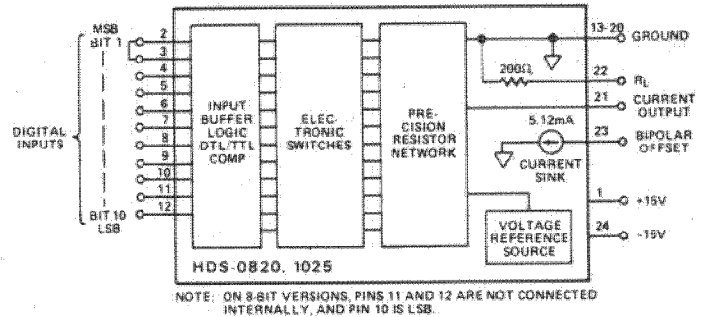 MSB
BIT 1
2
3
4
5
6
7
8
9
10
11
12
DIGITAL
INPUTS
BIT 10
LSB
INPUT
BUFFER
LOGIC
DTL/TTL
COMP
ELEC-
TRONIC
SWITCHES
PRE-
CISION
RESISTOR
NETWORK
13-20
GROUND
200Ω
22
RL
21
CURRENT
OUTPUT
5.12mA
23
BIPOLAR
OFFSET
CURRENT
SINK
1
+15V
24
-15V
VOLTAGE
REFERENCE
SOURCE
HDS-0820, 1025
NOTE: ON 8-BIT VERSIONS, PINS 11 AND 12 ARE NOT CONNECTED
INTERNALLY, AND PIN 10 IS LSB.